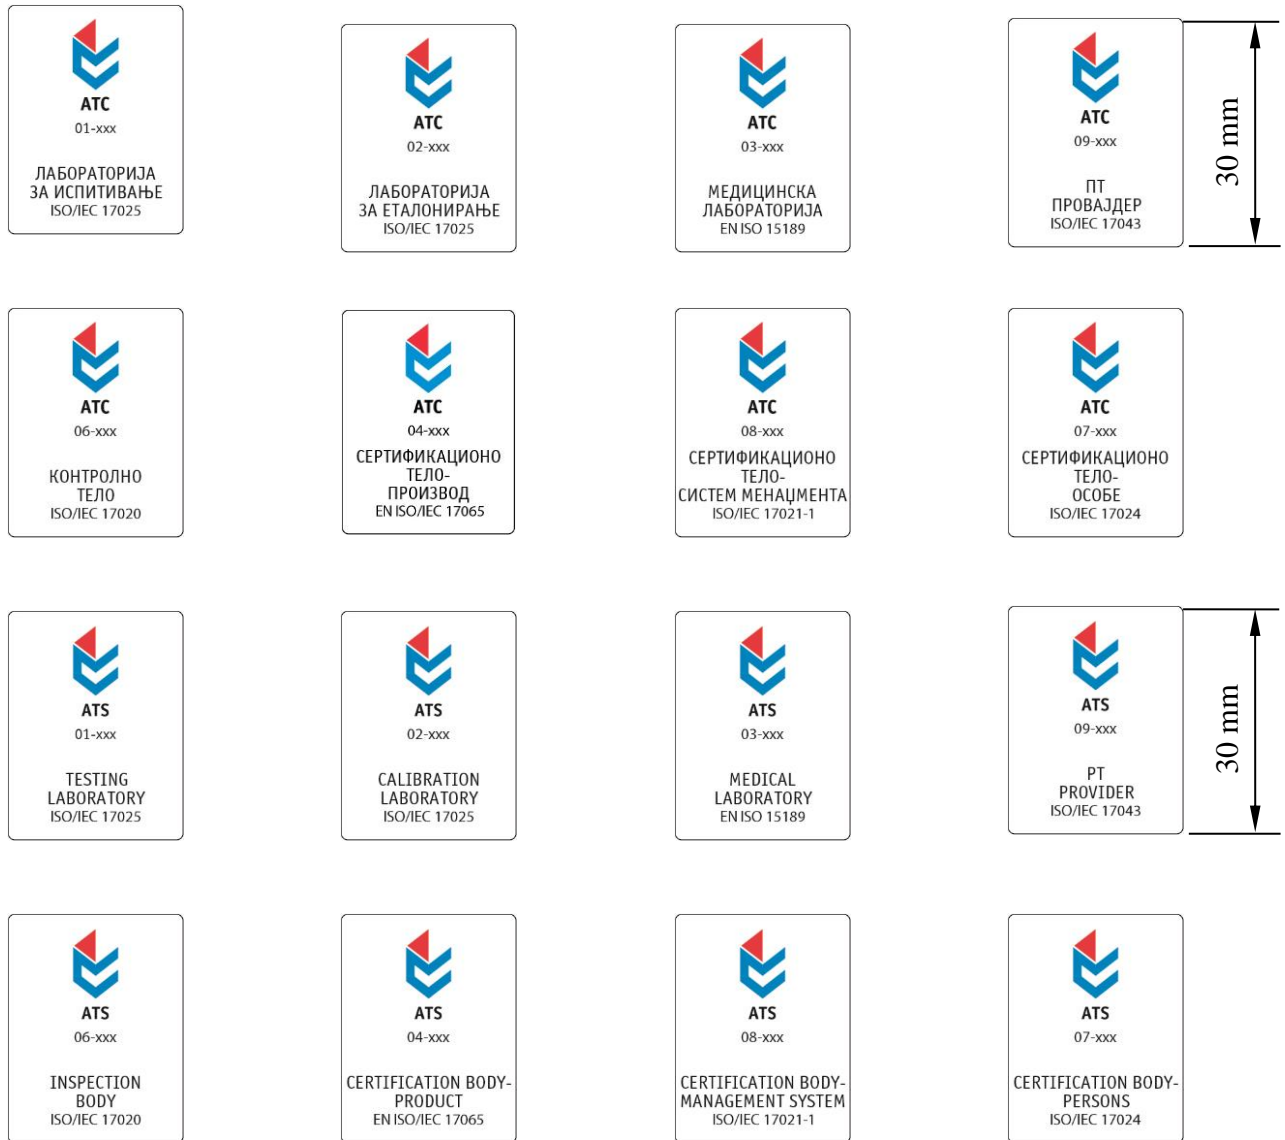 АТС
01-xxx
ЛАБОРАТОРИЈА
ЗА ИСПИТИВАЊЕ
ISO/IEC 17025
АТС
02-xxx
ЛАБОРАТОРИЈА
ЗА ЕТАЛОНИРАЊЕ
ISO/IEC 17025
АТС
03-xxx
МЕДИЦИНСКА
ЛАБОРАТОРИЈА
EN ISO 15189
АТС
09-xxx
ПТ
ПРОВАЈДЕР
ISO/IEC 17043
30 mm
АТС
06-xxx
КОНТРОЛНО
ТЕЛО
ISO/IEC 17020
АТС
04-xxx
СЕРТИФИКАЦИОНО
ТЕЛО-
ПРОИЗВОД
EN ISO/IEC 17065
АТС
08-xxx
СЕРТИФИКАЦИОНО
ТЕЛО-
СИСТЕМ МЕНАЏМЕНТА
ISO/IEC 17021-1
АТС
07-xxx
СЕРТИФИКАЦИОНО
ТЕЛО-
ОСОБЕ
ISO/IEC 17024
ATS
01-xxx
TESTING
LABORATORY
ISO/IEC 17025
ATS
02-xxx
CALIBRATION
LABORATORY
ISO/IEC 17025
ATS
03-xxx
MEDICAL
LABORATORY
EN ISO 15189
ATS
09-xxx
PT
PROVIDER
ISO/IEC 17043
30 mm
ATS
06-xxx
INSPECTION
BODY
ISO/IEC 17020
ATS
04-xxx
CERTIFICATION BODY-
PRODUCT
EN ISO/IEC 17065
ATS
08-xxx
CERTIFICATION BODY-
MANAGEMENT SYSTEM
ISO/IEC 17021-1
ATS
07-xxx
CERTIFICATION BODY-
PERSONS
ISO/IEC 17024